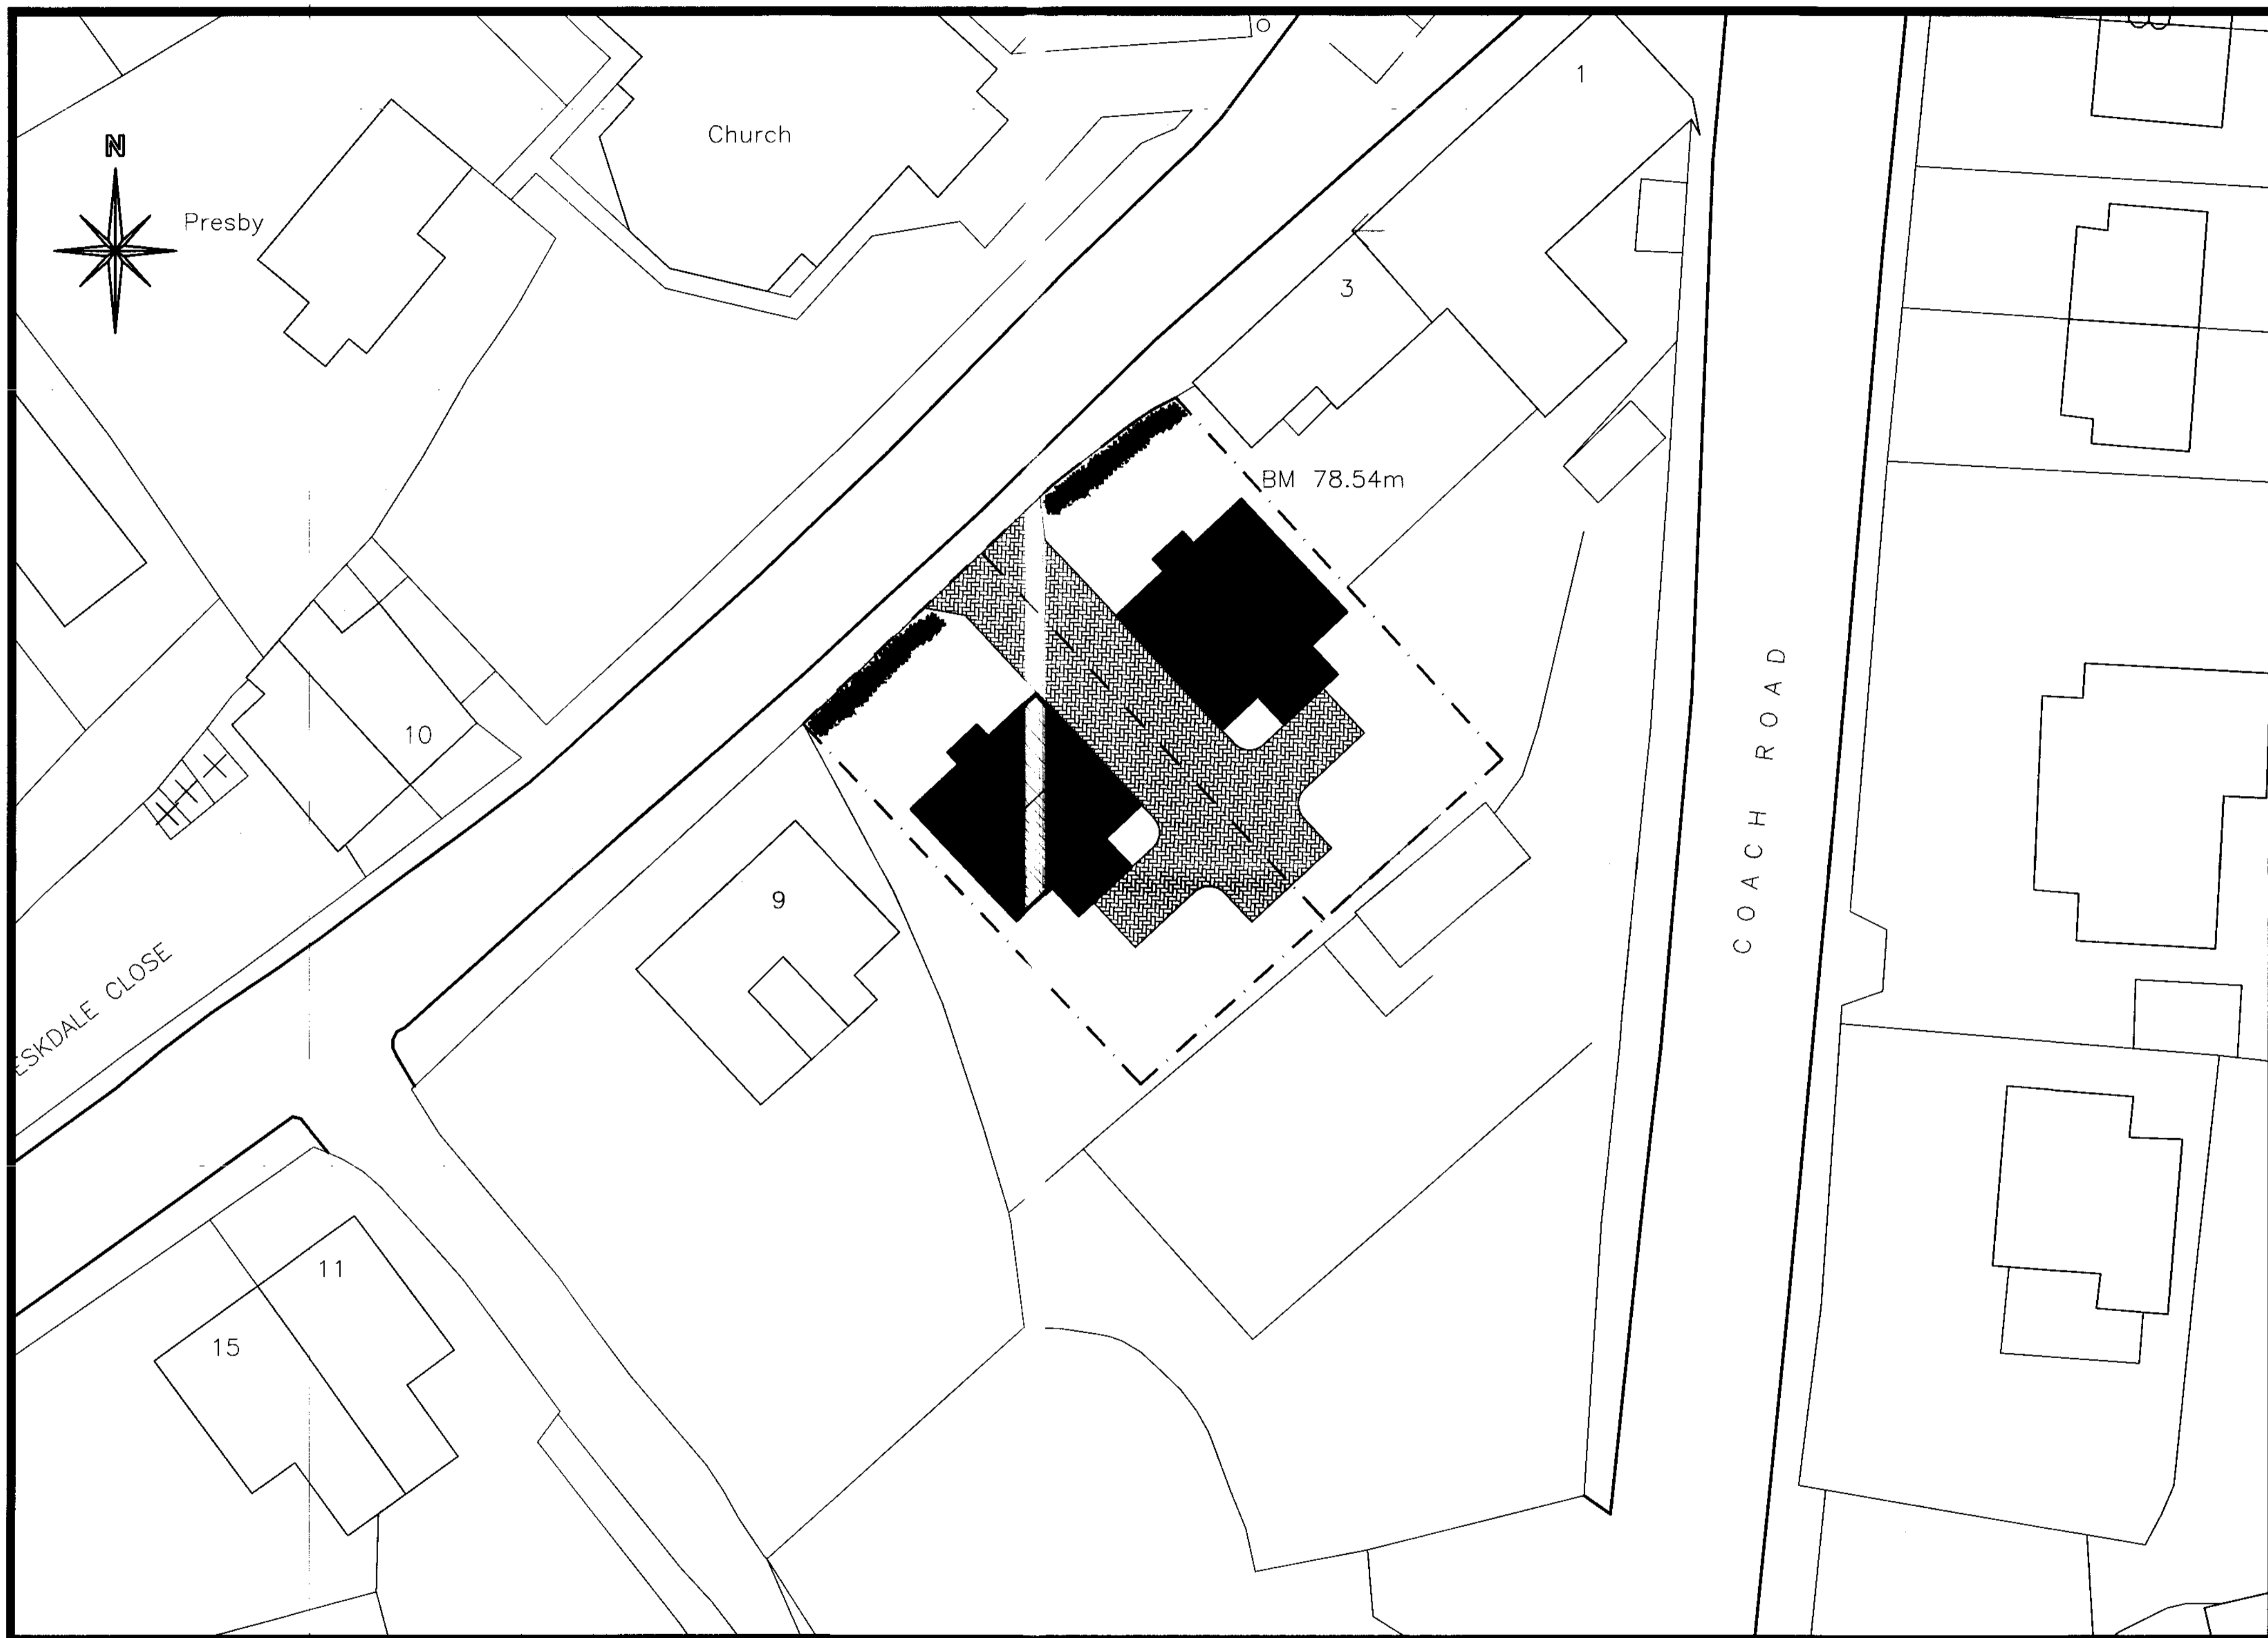 1
Church
N
Presby
3
BM 78.54m
COACH ROAD
10
9
ESKDALE CLOSE
11
15